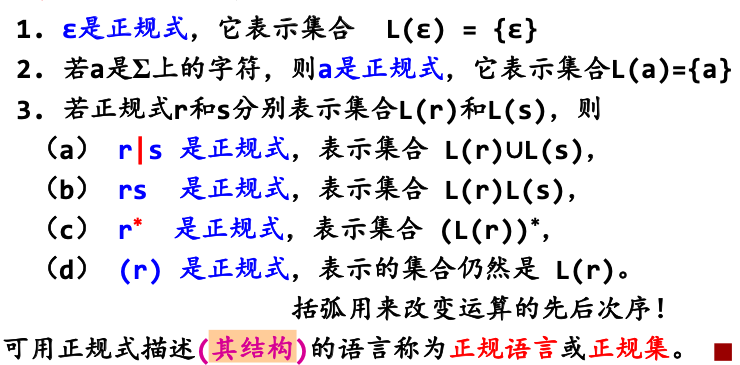 1. ε是正规式，它表示集合 L(ε) = {ε}
2. 若a是Σ上的字符，则a是正规式，它表示集合L(a)={a}
3. 若正规式r和s分别表示集合L(r)和L(s)，则
（a） r|s 是正规式，表示集合 L(r)∪L(s)，
（b） rs 是正规式，表示集合 L(r)L(s)，
（c） r* 是正规式，表示集合 (L(r))*，
（d） (r) 是正规式，表示的集合仍然是 L(r)。
括弧用来改变运算的先后次序！
可用正规式描述(其结构)的语言称为正规语言或正规集。